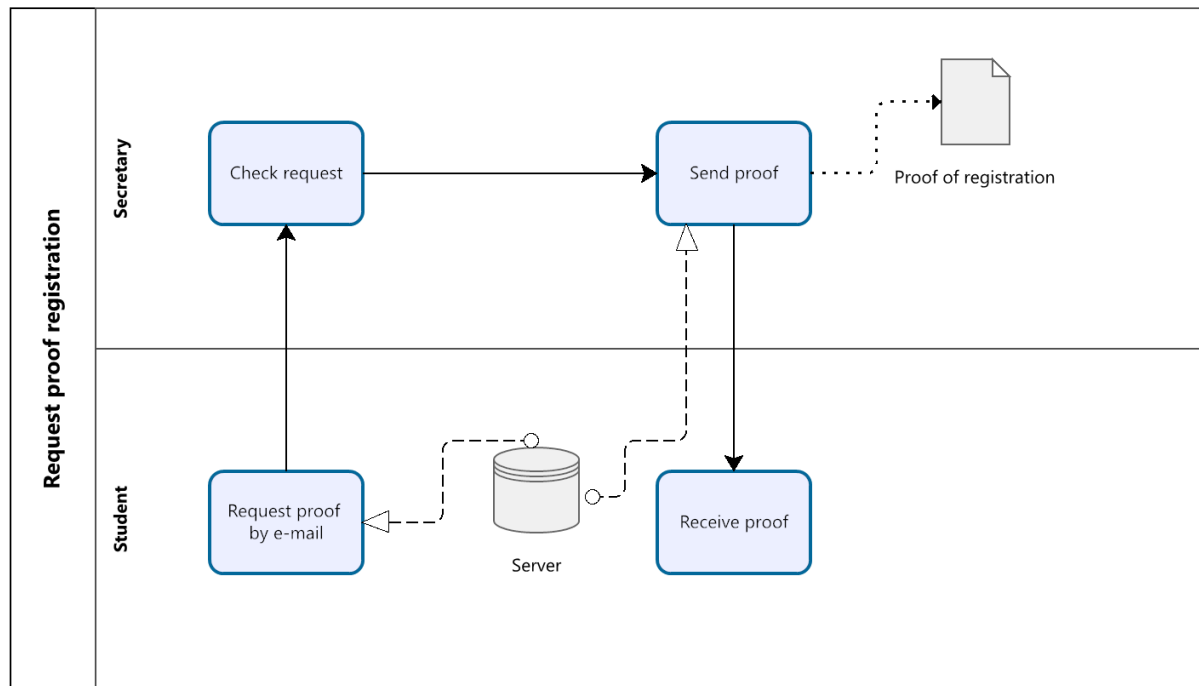 Request proof registration
Secretary
Check request
Send proof
Proof of registration
Student
Request proof
by e-mail
Server
Receive proof